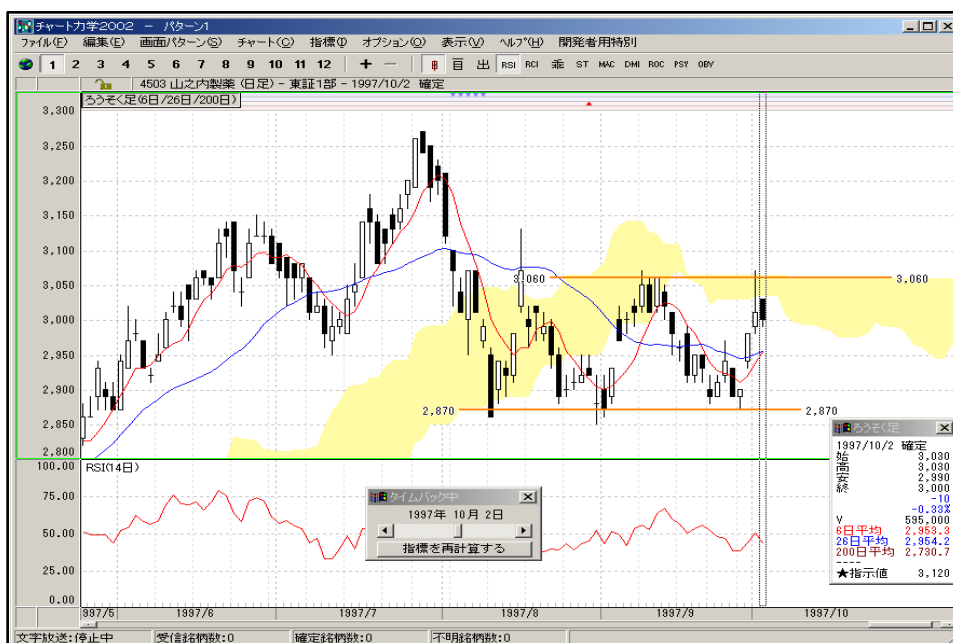 チャート力学2002 － パターン1
ファイル(F) 編集(E) 画面パターン(S) チャート(C) 指標(I) オプション(O) 表示(V) ヘルプ(H) 開発者用特別
1 2 3 4 5 6 7 8 9 10 11 12 + － 出 RSI RCI 乖 ST MAC DMI ROC PSY OBV
4503 山之内製薬 (日足) － 東証1部 － 1997/10/2 確定
ろうそく足(6日/26日/200日)
3,300
3,250
3,200
3,150
3,100
3,050
3,000
2,950
2,900
2,850
2,800
3,060 3,060
2,870 2,870
ろうそく足
1997/10/2 確定
始 3,030
高 3,030
安 2,990
終 3,000
-10
-0.33%
V 595,000
6日平均 2,953.3
26日平均 2,954.2
200日平均 2,730.7
----
★指示値 3,120
RSI(14日)
100.00
75.00
50.00
25.00
0.00
タイムバック中
1997年 10月 2日
指標を再計算する
997/5 1997/6 1997/7 1997/8 1997/9 1997/10
文字放送:停止中 受信銘柄数:0 確定銘柄数:0 不明銘柄数:0